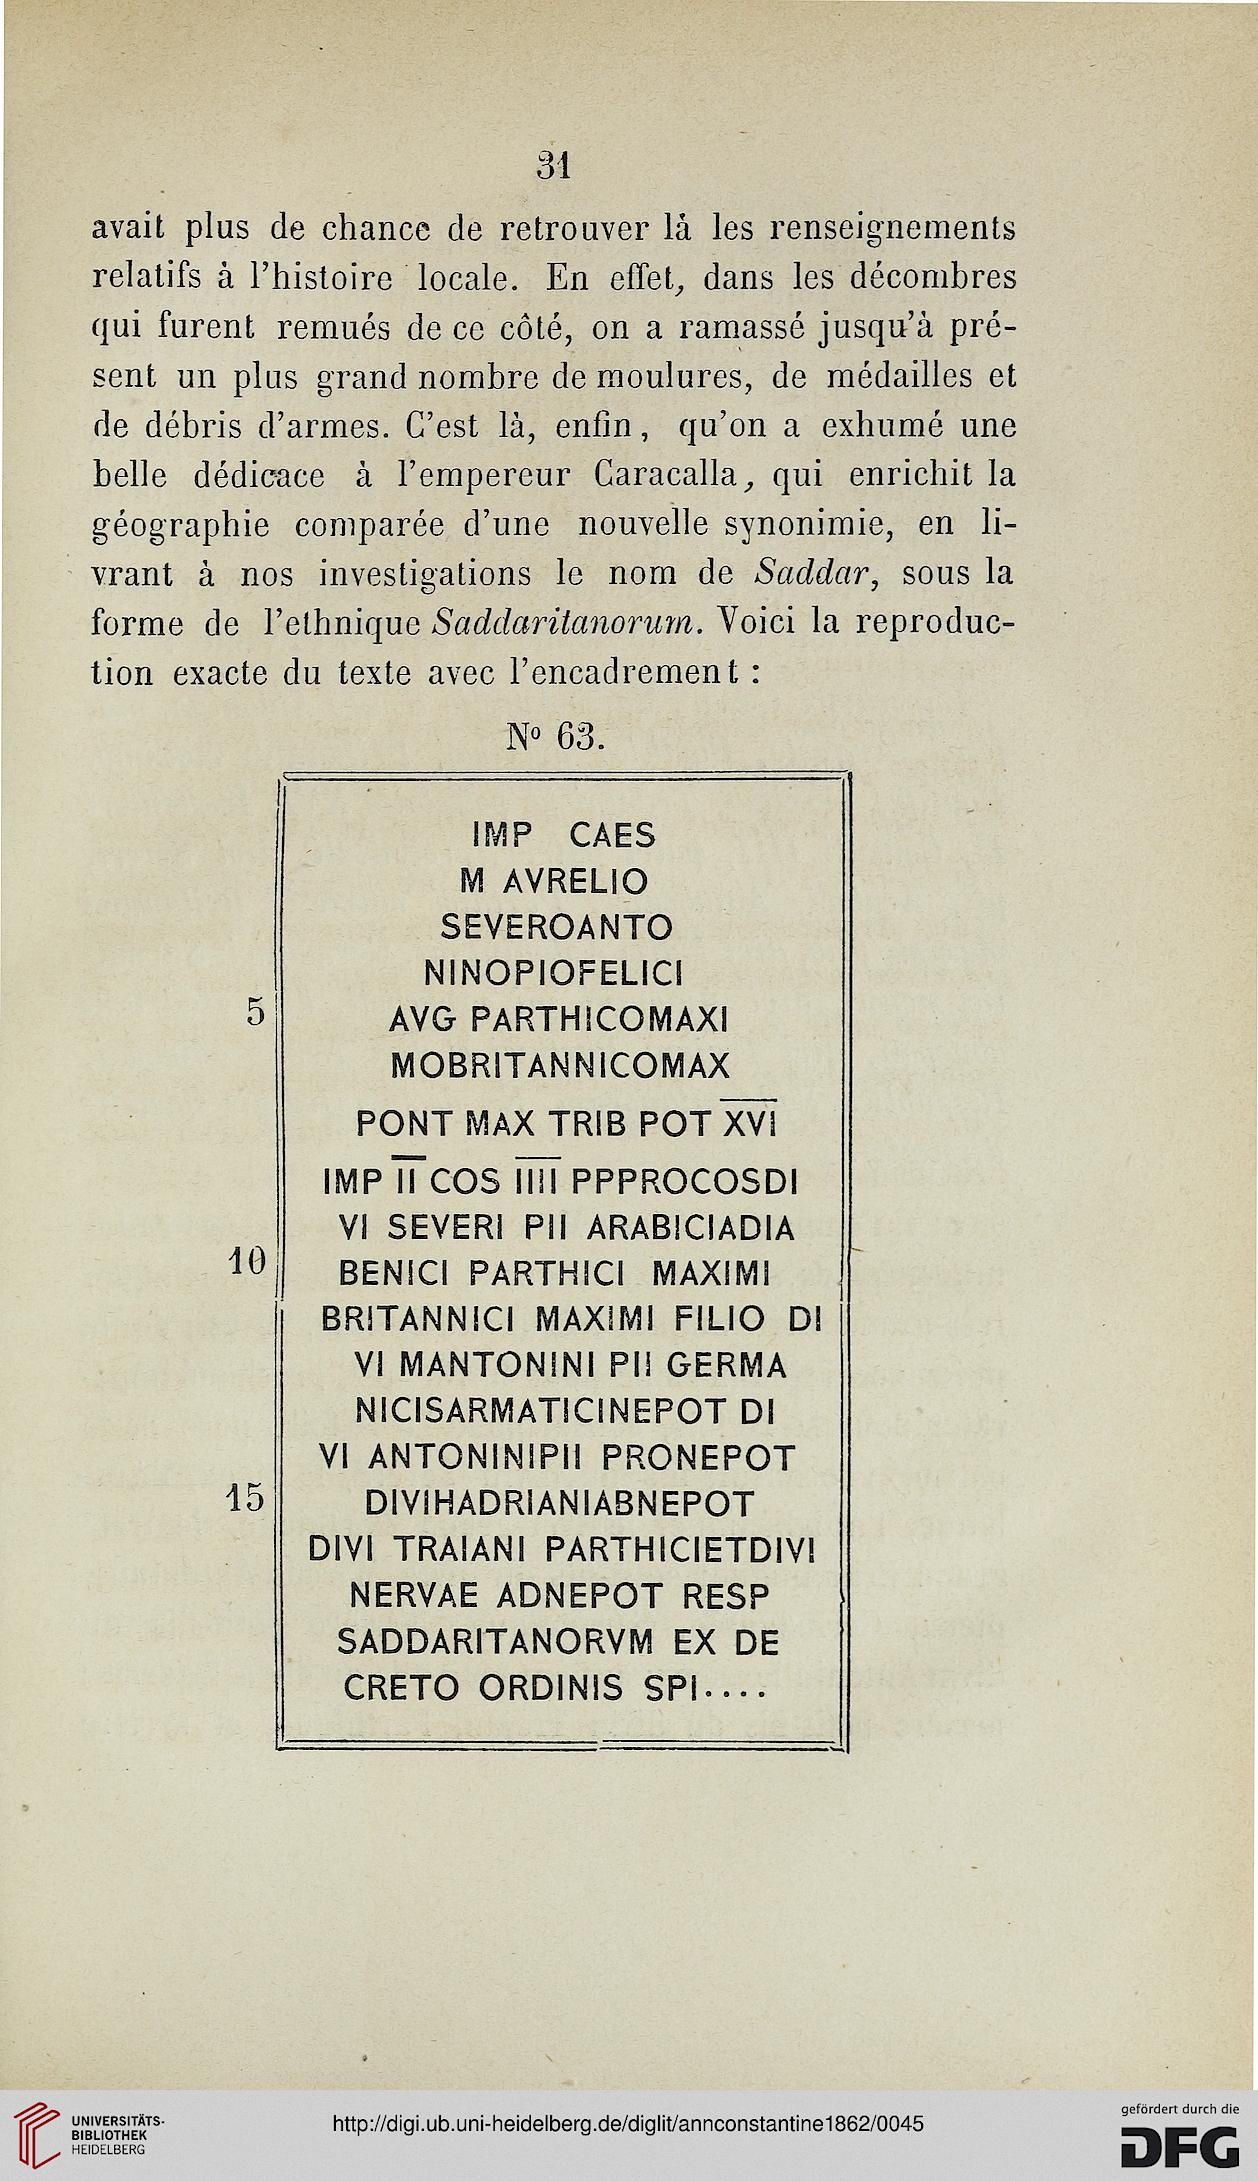 31
avait plus de chance de retrouver là les renseignements
relatifs à l'histoire locale. En effet, dans les décombres
qui furent remués de ce côté, on a ramassé jusqu'à pré-
sent un plus grand nombre de moulures, de médailles et
de débris d'armes. C'est là, enfin, qu'on a exhumé une
belle dédicace à l'empereur Caracalla, qui enrichit la
géographie comparée d'une nouvelle synonimie, en li-
vrant à nos investigations le nom de Saddar, sous la
forme de l'ethnique Saddaritanorum. Voici la reproduc-
tion exacte du texte avec l'encadrement :
Nº 63.
IMP CAES
M AVRELIO
SEVEROANTO
NINOPIOFELICI
5 AVG PARTHICOMAXI
MOBRITANNICOMAX
PONT MAX TRIB POT X̅V̅I̅
IMP I̅I̅ COS I̅I̅I̅I̅ PPPROCOSDI
VI SEVERI PII ARABICIADIA
10 BENICI PARTHICI MAXIMI
BRITANNICI MAXIMI FILIO DI
VI MANTONINI PII GERMA
NICISARMATICINEPOT DI
VI ANTONINIPII PRONEPOT
15 DIVIHADRIANIABNEPOT
DIVI TRAIANI PARTHICIETDIVI
NERVAE ADNEPOT RESP
SADDARITANORVM EX DE
CRETO ORDINIS SPI....
UNIVERSITÄTS-
BIBLIOTHEK
HEIDELBERG
http://digi.ub.uni-heidelberg.de/diglit/annconstantine1862/0045
gefördert durch die
DFG